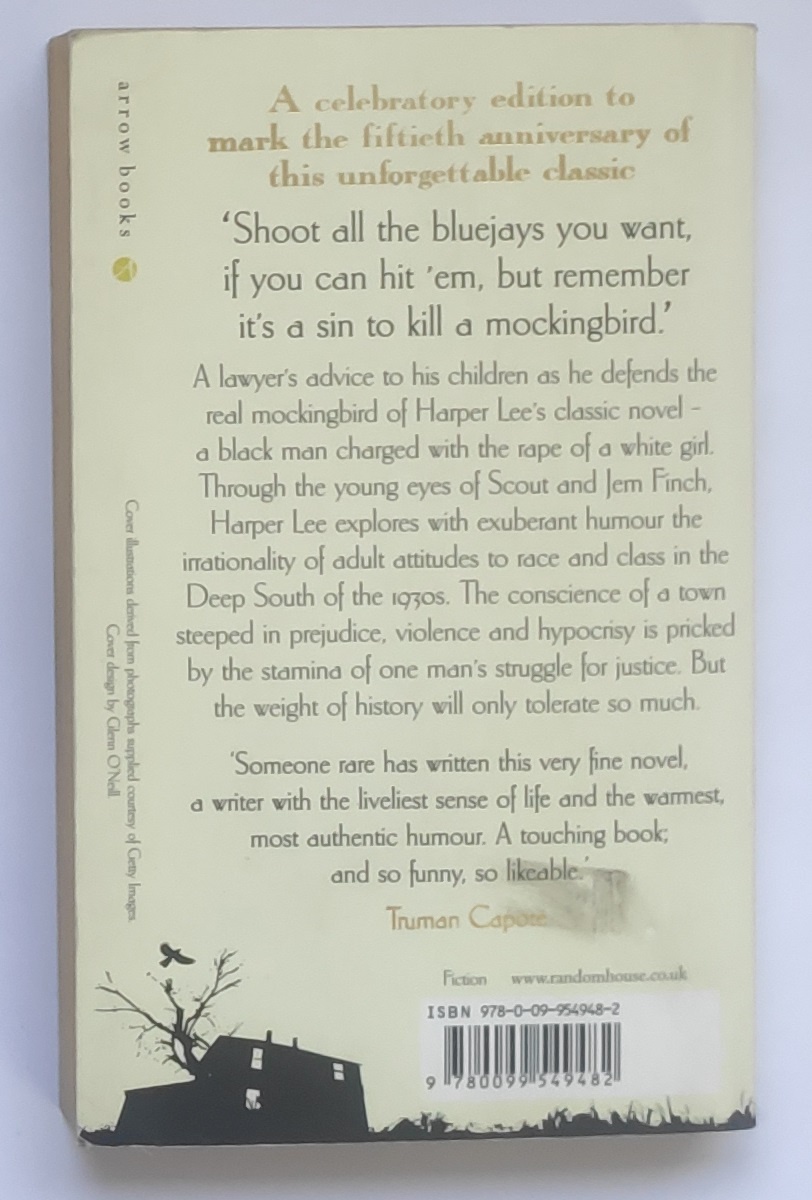 arrow books
A celebratory edition to
mark the fiftieth anniversary of
this unforgettable classic
‘Shoot all the bluejays you want,
if you can hit ’em, but remember
it’s a sin to kill a mockingbird.’
A lawyer’s advice to his children as he defends the
real mockingbird of Harper Lee’s classic novel –
a black man charged with the rape of a white girl.
Through the young eyes of Scout and Jem Finch,
Harper Lee explores with exuberant humour the
irrationality of adult attitudes to race and class in the
Deep South of the 1930s. The conscience of a town
steeped in prejudice, violence and hypocrisy is pricked
by the stamina of one man’s struggle for justice. But
the weight of history will only tolerate so much.
‘Someone rare has written this very fine novel,
a writer with the liveliest sense of life and the warmest,
most authentic humour. A touching book;
and so funny, so likeable.’
Truman Capote
Cover illustrations derived from photographs supplied courtesy of Getty Images.
Cover design by Glenn O’Neill
Fiction www.randomhouse.co.uk
ISBN 978-0-09-954948-2
9 780099 549482